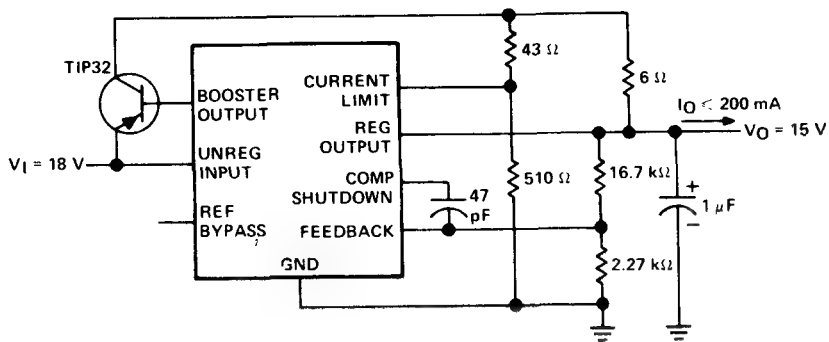 TIP32
BOOSTER
OUTPUT
UNREG
INPUT
REF
BYPASS
CURRENT
LIMIT
REG
OUTPUT
COMP
SHUTDOWN
FEEDBACK
GND
VI = 18 V
43 Ω
6 Ω
IO < 200 mA
VO = 15 V
510 Ω
47
pF
16.7 kΩ
+
1 μF
−
2.27 kΩ